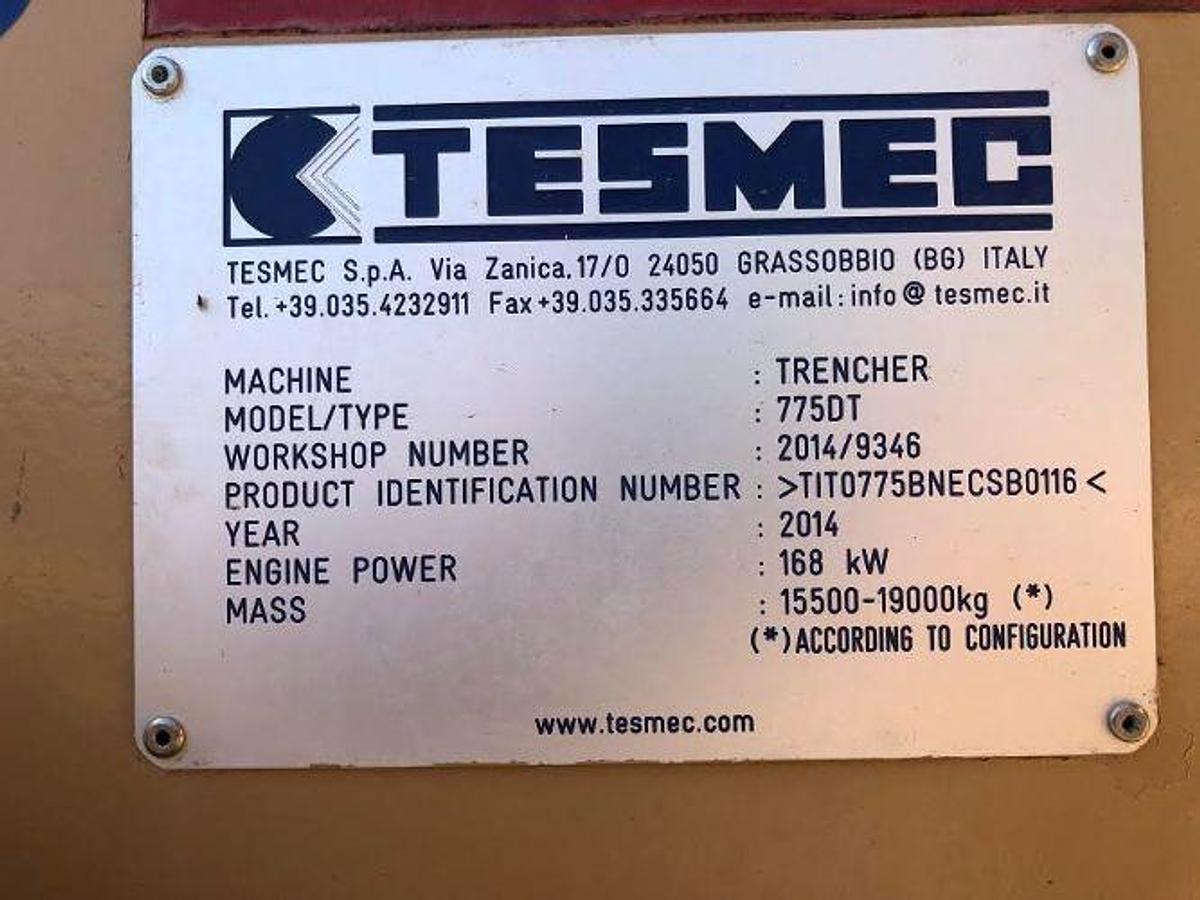 TESMEC
TESMEC S.p.A. Via Zanica, 17/O 24050 GRASSOBBIO (BG) ITALY
Tel. +39.035.4232911 Fax +39.035.335664 e-mail: info @ tesmec.it
MACHINE : TRENCHER
MODEL/TYPE : 775DT
WORKSHOP NUMBER : 2014/9346
PRODUCT IDENTIFICATION NUMBER : >TIT0775BNECSB0116<
YEAR : 2014
ENGINE POWER : 168 kW
MASS : 15500-19000kg (*)
(*)ACCORDING TO CONFIGURATION
www.tesmec.com